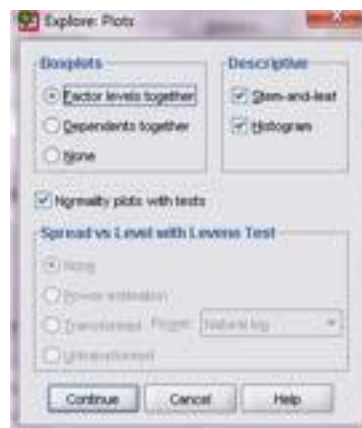 Explore: Plots
Boxplots
Factor levels together
Dependents together
None
Descriptive
Stem-and-leaf
Histogram
Normality plots with tests
Spread vs Level with Levene Test
None
Power estimation
Transformed Power: Natural log
Untransformed
Continue Cancel Help